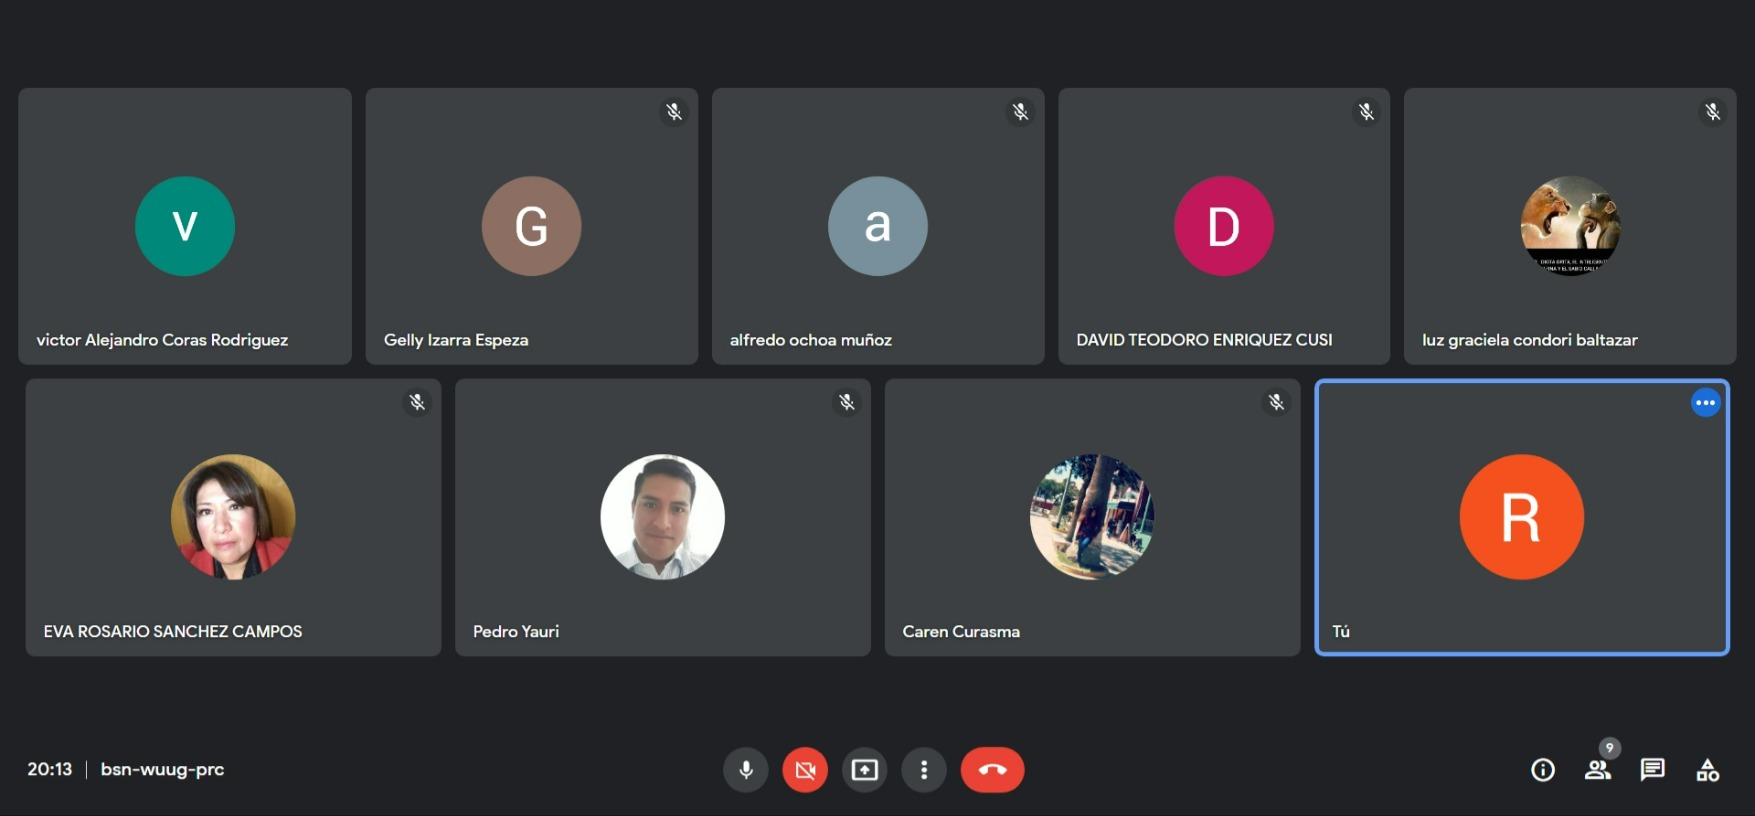 v
G
a
D
victor Alejandro Coras Rodriguez
Gelly Izarra Espeza
alfredo ochoa muñoz
DAVID TEODORO ENRIQUEZ CUSI
luz graciela condori baltazar
R
EVA ROSARIO SANCHEZ CAMPOS
Pedro Yauri
Caren Curasma
Tú
20:13 | bsn-wuug-prc
9